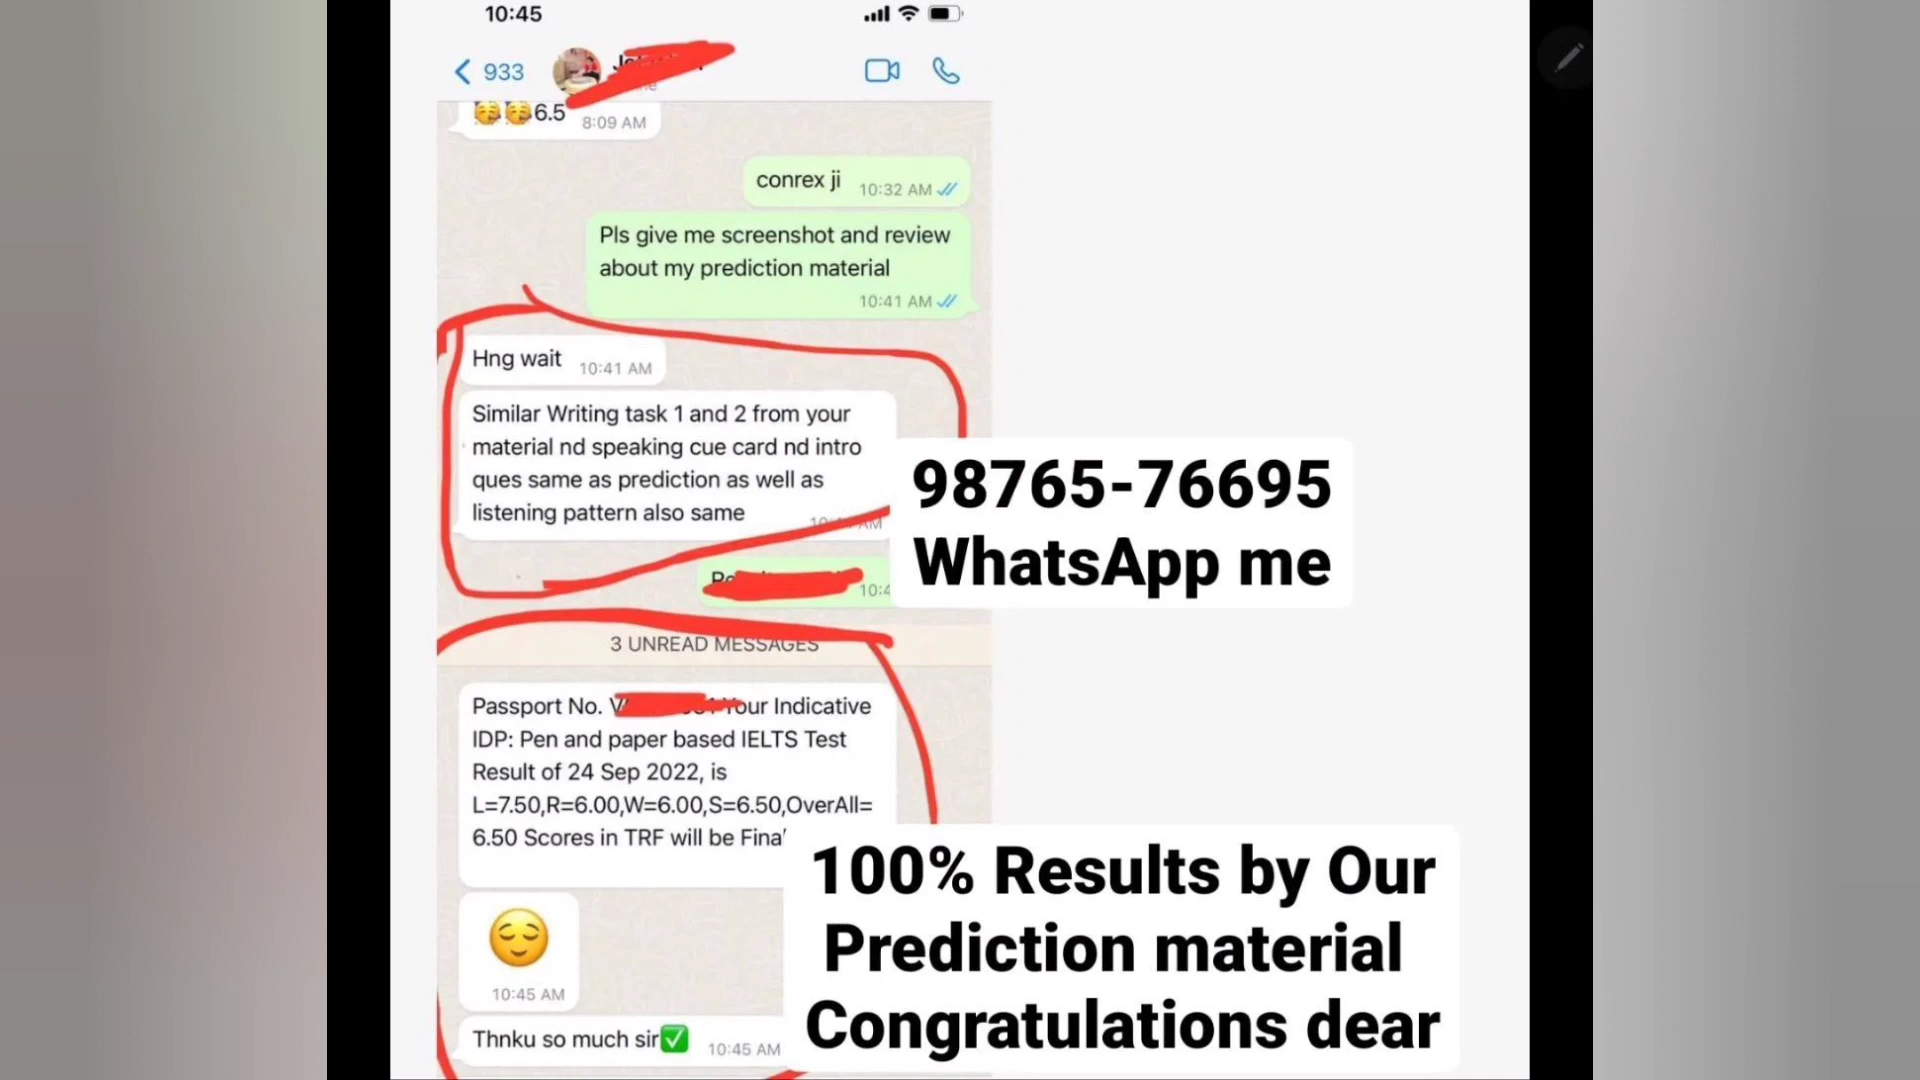 10:45
933
🥳🥳6.5 8:09 AM
conrex ji 10:32 AM
Pls give me screenshot and review
about my prediction material
10:41 AM
Hng wait 10:41 AM
Similar Writing task 1 and 2 from your
material nd speaking cue card nd intro
ques same as prediction as well as
listening pattern also same
98765-76695
WhatsApp me
3 UNREAD MESSAGES
Passport No. Your Indicative
IDP: Pen and paper based IELTS Test
Result of 24 Sep 2022, is
L=7.50,R=6.00,W=6.00,S=6.50,OverAll=
6.50 Scores in TRF will be Final
😌
10:45 AM
Thnku so much sir✅ 10:45 AM
100% Results by Our
Prediction material
Congratulations dear